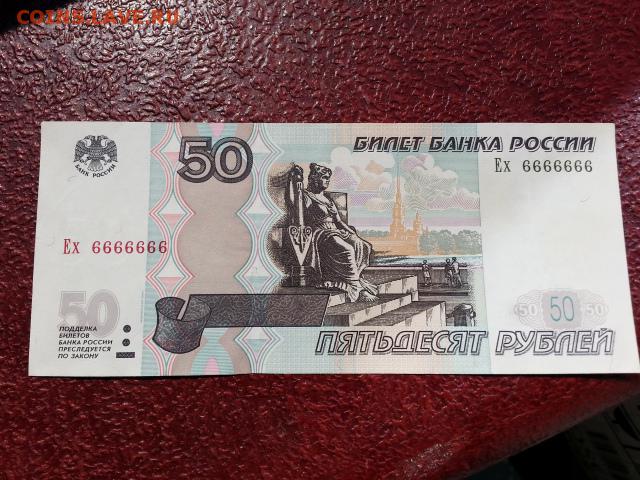 COINS.LAVE.RU
50
БИЛЕТ БАНКА РОССИИ
БАНК РОССИИ
Ех 6666666
Ех 6666666
50
ПОДДЕЛКА
БИЛЕТОВ
БАНКА РОССИИ
ПРЕСЛЕДУЕТСЯ
ПО ЗАКОНУ
50 50 50
ПЯТЬДЕСЯТ РУБЛЕЙ